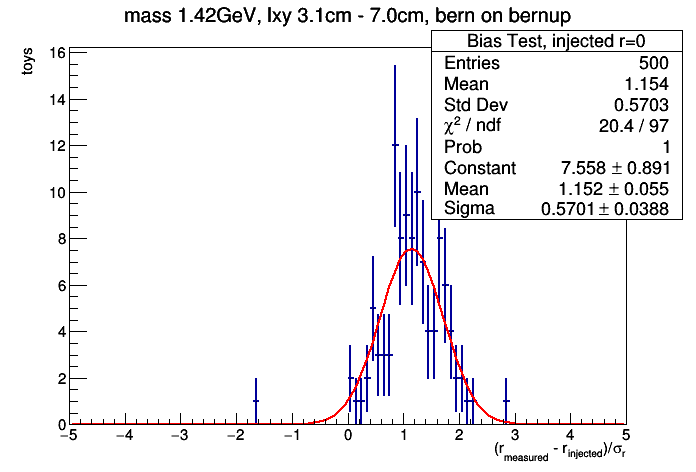 mass 1.42GeV, lxy 3.1cm - 7.0cm, bern on bernup
Bias Test, injected r=0
Entries 500
Mean 1.154
Std Dev 0.5703
χ² / ndf 20.4 / 97
Prob 1
Constant 7.558 ± 0.891
Mean 1.152 ± 0.055
Sigma 0.5701 ± 0.0388
toys
16
14
12
10
8
6
4
2
0
−5 −4 −3 −2 −1 0 1 2 3 4 5
(r_measured - r_injected)/σ_r